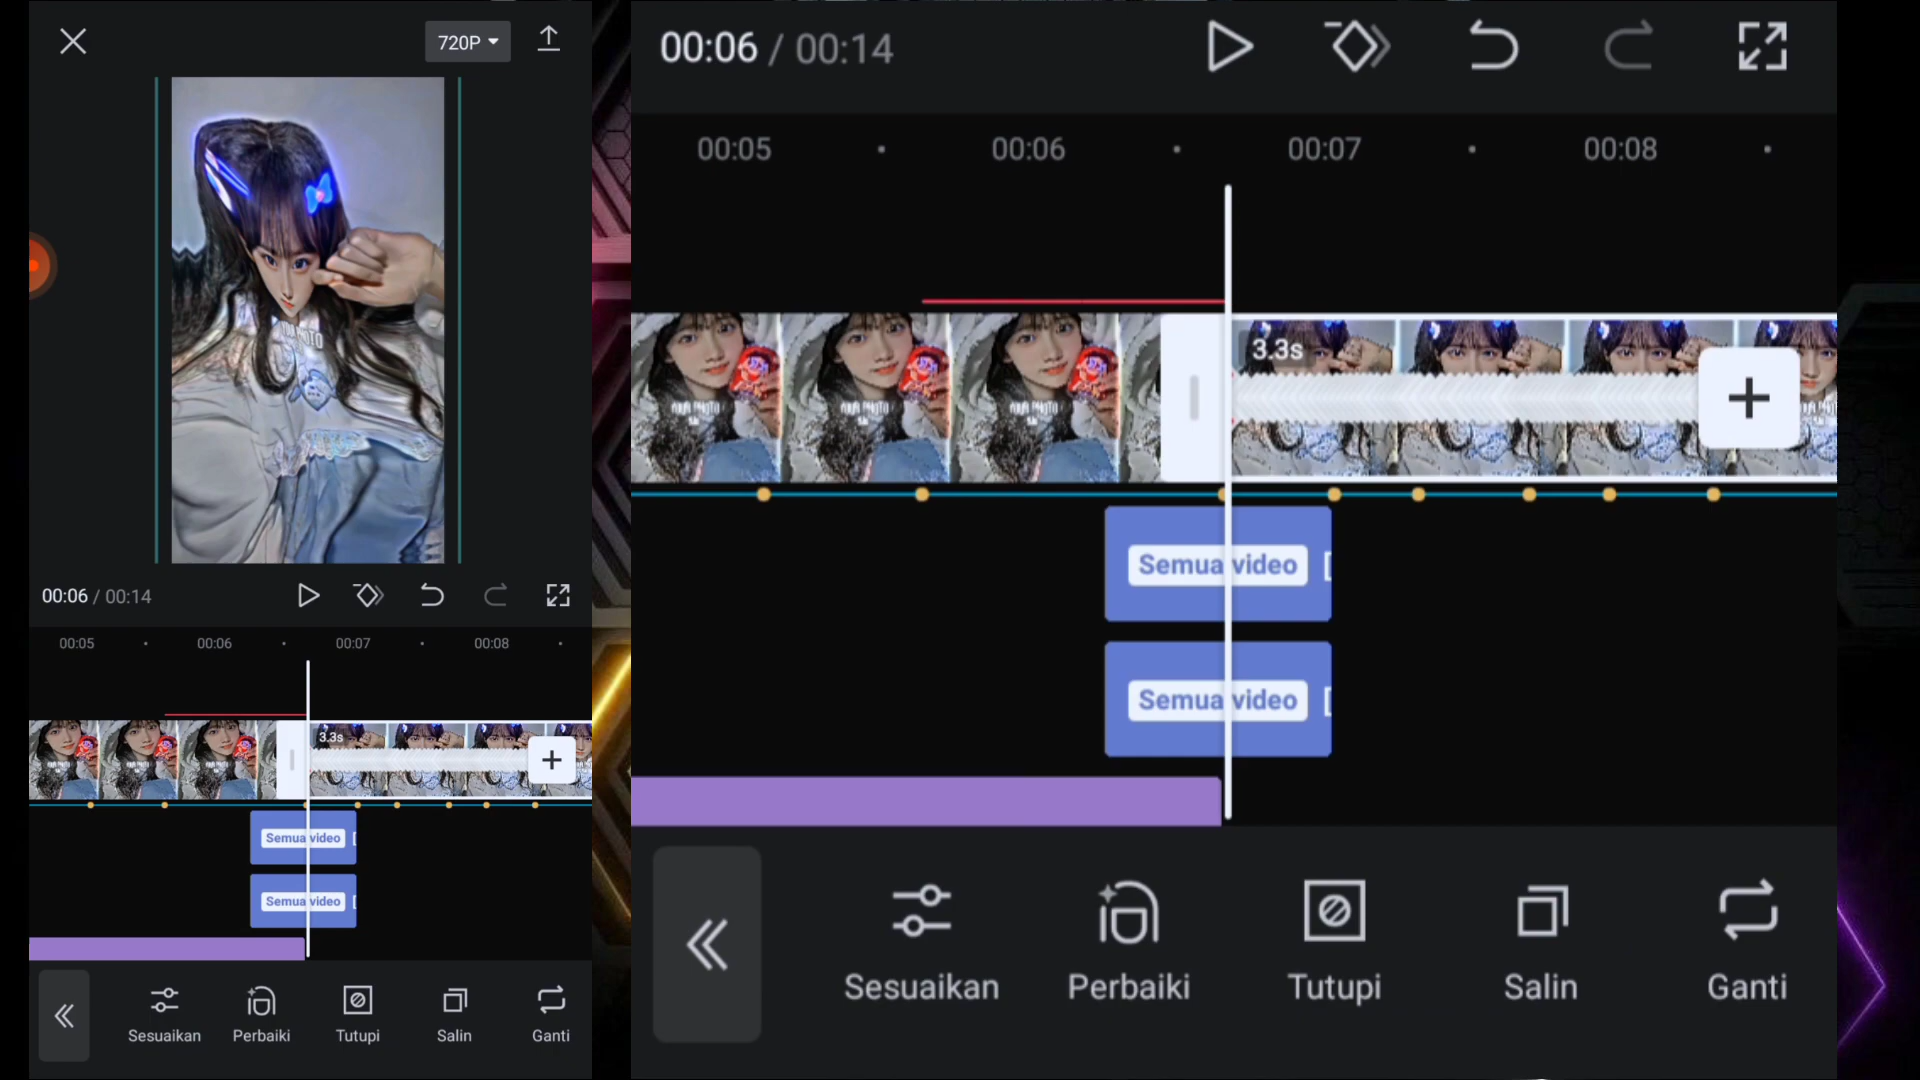 720P
00:06 / 00:14
00:05
00:06
00:07
00:08
3.3s
Semua video
Semua video
Sesuaikan
Perbaiki
Tutupi
Salin
Ganti
00:06 / 00:14
00:05
00:06
00:07
00:08
3.3s
Semua video
Semua video
Sesuaikan
Perbaiki
Tutupi
Salin
Ganti